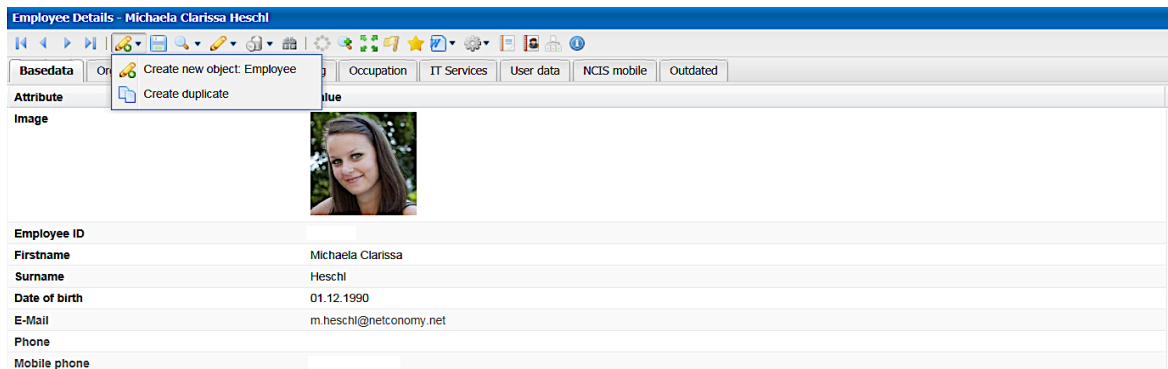 Employee Details - Michaela Clarissa Heschl
Basedata Occupation IT Services User data NCIS mobile Outdated
Create new object: Employee
Create duplicate
Attribute
Image
Employee ID
Firstname Michaela Clarissa
Surname Heschl
Date of birth 01.12.1990
E-Mail m.heschl@netconomy.net
Phone
Mobile phone